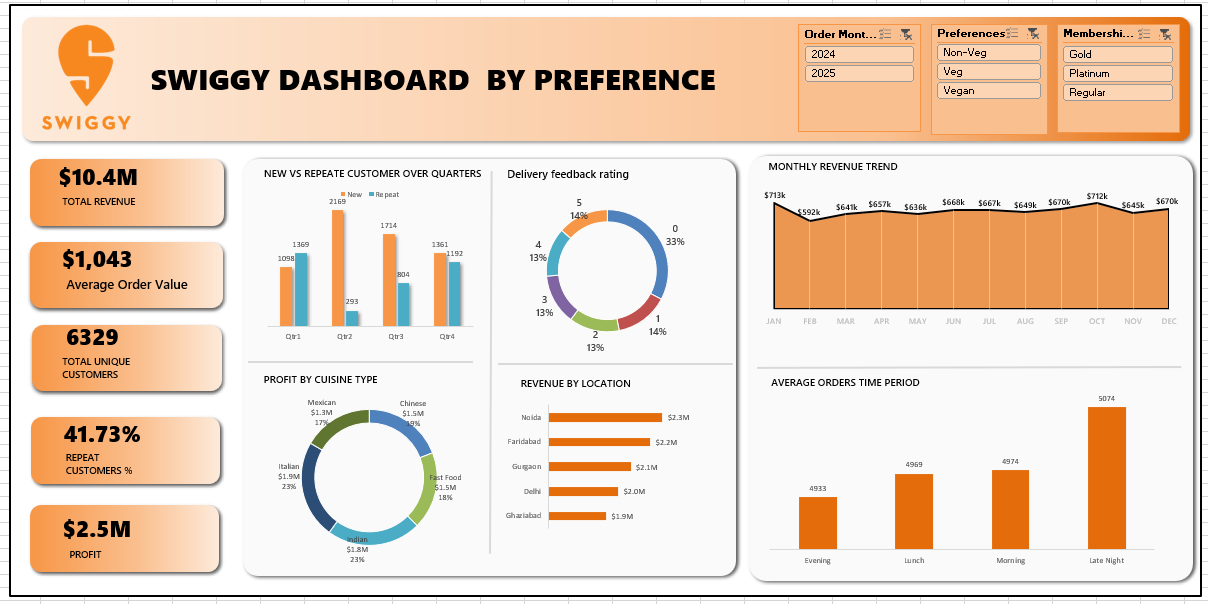 SWIGGY
SWIGGY DASHBOARD BY PREFERENCE
Order Mont...
2024
2025
Preferences
Non-Veg
Veg
Vegan
Membershi...
Gold
Platinum
Regular
$10.4M
TOTAL REVENUE
$1,043
Average Order Value
6329
TOTAL UNIQUE
CUSTOMERS
41.73%
REPEAT
CUSTOMERS %
$2.5M
PROFIT
NEW VS REPEATE CUSTOMER OVER QUARTERS
New Repeat
1098
1369
2169
293
1714
804
1361
1192
Qtr1 Qtr2 Qtr3 Qtr4
Delivery feedback rating
0
33%
1
14%
2
13%
3
13%
4
13%
5
14%
PROFIT BY CUISINE TYPE
Chinese
$1.5M
19%
Fast Food
$1.5M
18%
Indian
$1.8M
23%
Italian
$1.9M
23%
Mexican
$1.3M
17%
REVENUE BY LOCATION
Noida $2.3M
Faridabad $2.2M
Gurgaon $2.1M
Delhi $2.0M
Ghaziabad $1.9M
MONTHLY REVENUE TREND
$713k $592k $641k $657k $636k $668k $667k $649k $670k $712k $645k $670k
JAN FEB MAR APR MAY JUN JUL AUG SEP OCT NOV DEC
AVERAGE ORDERS TIME PERIOD
4933 4969 4974 5074
Evening Lunch Morning Late Night